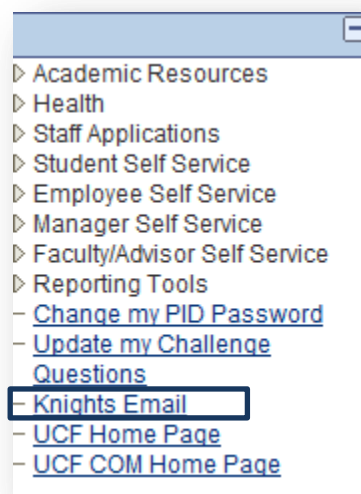 Academic Resources
Health
Staff Applications
Student Self Service
Employee Self Service
Manager Self Service
Faculty/Advisor Self Service
Reporting Tools
– Change my PID Password
– Update my Challenge
Questions
– Knights Email
– UCF Home Page
– UCF COM Home Page